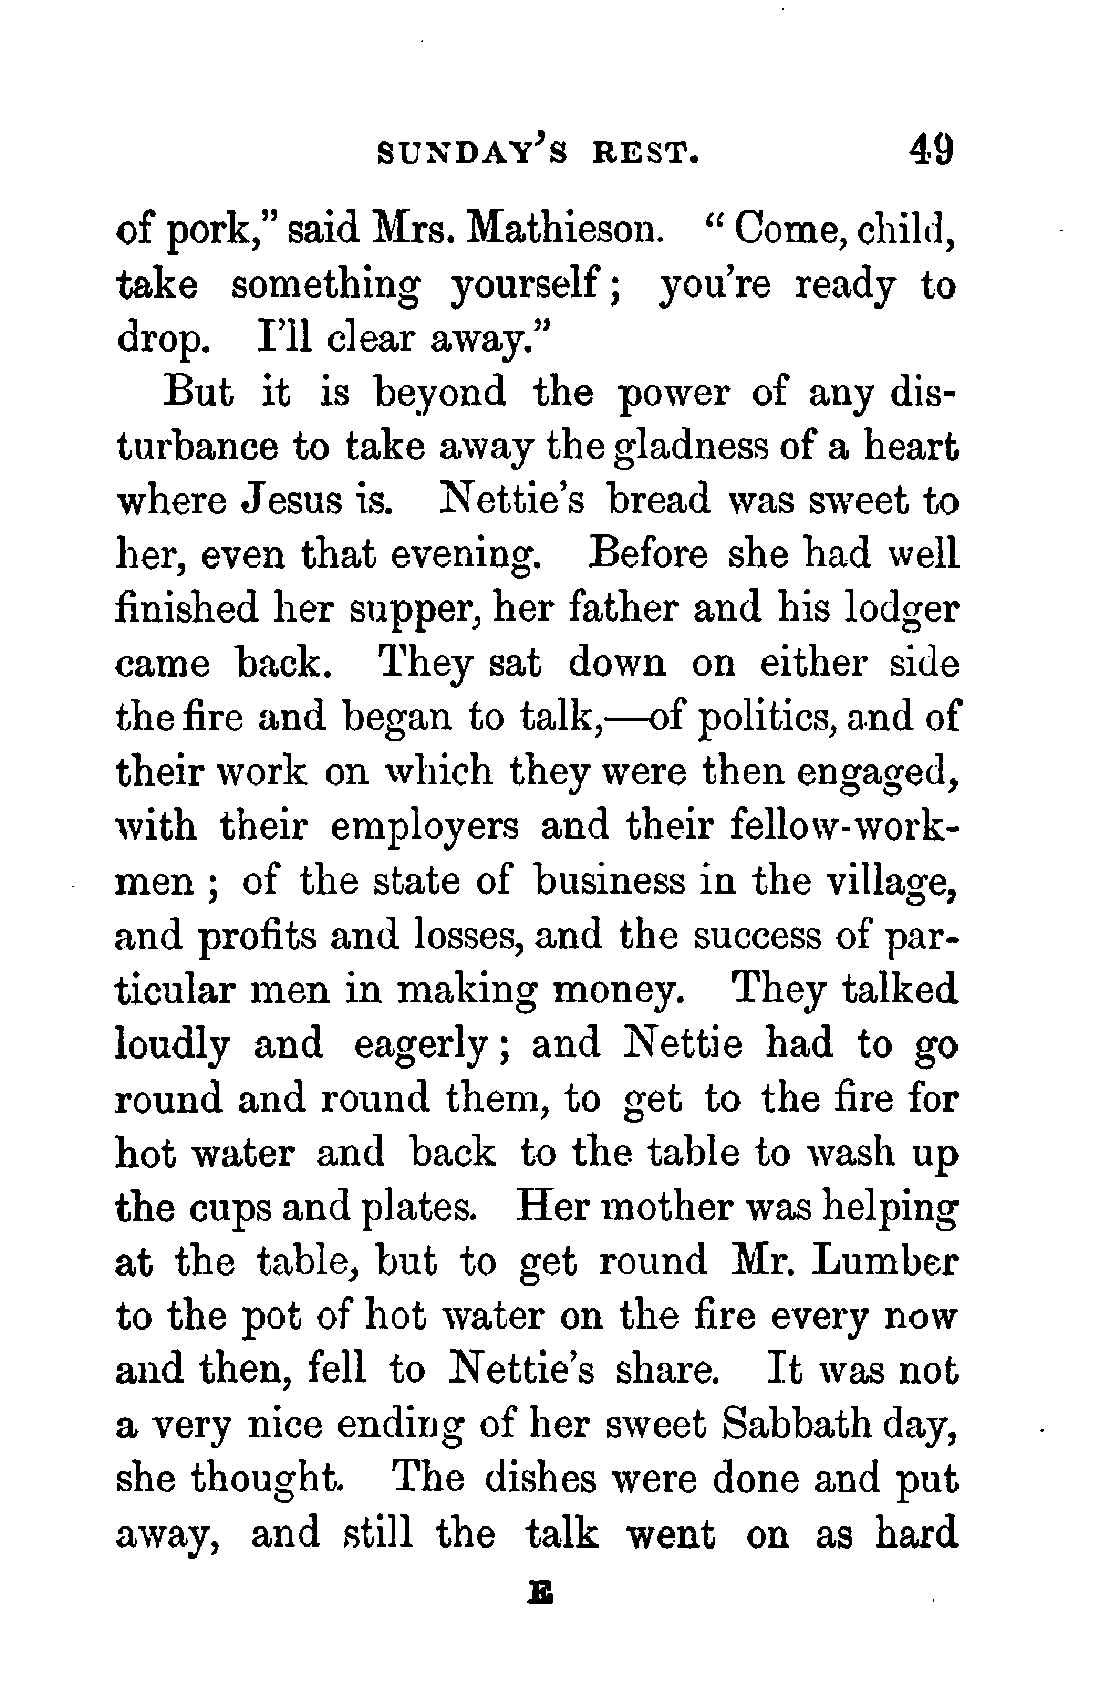 SUNDAY'S REST. 49
of pork," said Mrs. Mathieson. "Come, child,
take something yourself; you're ready to
drop. I'll clear away."
But it is beyond the power of any dis-
turbance to take away the gladness of a heart
where Jesus is. Nettie's bread was sweet to
her, even that evening. Before she had well
finished her supper, her father and his lodger
came back. They sat down on either side
the fire and began to talk,—of politics, and of
their work on which they were then engaged,
with their employers and their fellow-work-
men; of the state of business in the village,
and profits and losses, and the success of par-
ticular men in making money. They talked
loudly and eagerly; and Nettie had to go
round and round them, to get to the fire for
hot water and back to the table to wash up
the cups and plates. Her mother was helping
at the table, but to get round Mr. Lumber
to the pot of hot water on the fire every now
and then, fell to Nettie's share. It was not
a very nice ending of her sweet Sabbath day,
she thought. The dishes were done and put
away, and still the talk went on as hard
E